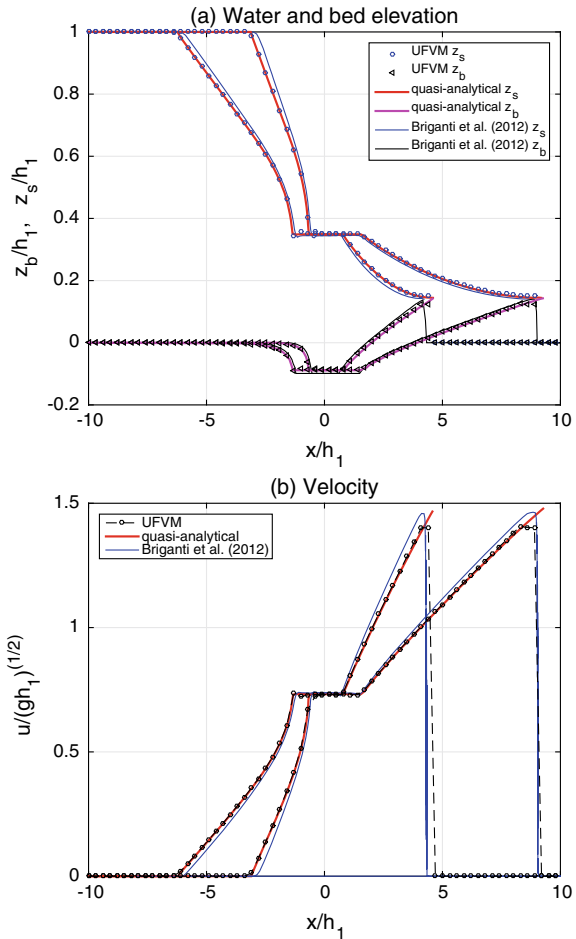 (a) Water and bed elevation
z_b/h_1, z_s/h_1
1
0.8
0.6
0.4
0.2
0
-0.2
UFVM z_s
UFVM z_b
quasi-analytical z_s
quasi-analytical z_b
Briganti et al. (2012) z_s
Briganti et al. (2012) z_b
-10 -5 0 5 10
x/h_1
(b) Velocity
u/(gh_1)^(1/2)
1.5
1
0.5
0
UFVM
quasi-analytical
Briganti et al. (2012)
-10 -5 0 5 10
x/h_1